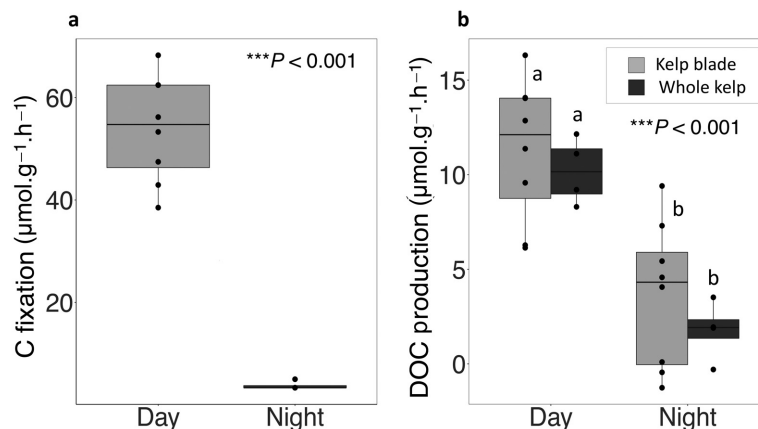 a
C fixation (µmol.g⁻¹.h⁻¹)
60
40
20
***P < 0.001
Day
Night
b
DOC production (µmol.g⁻¹.h⁻¹)
15
10
5
0
Kelp blade
Whole kelp
***P < 0.001
a
a
b
b
Day
Night